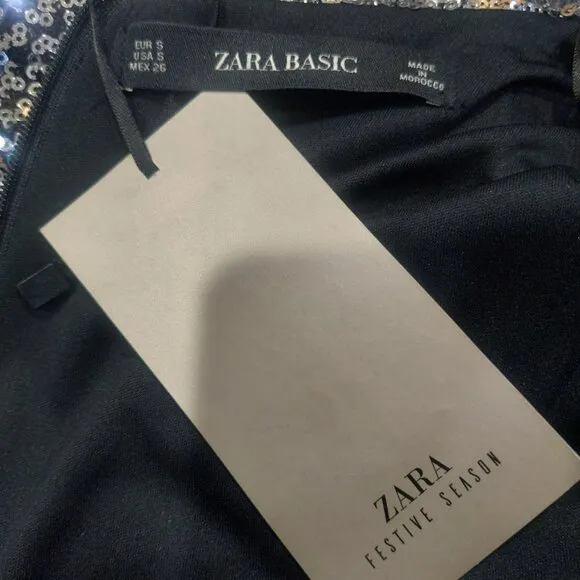 EUR S
USA S
MEX 26
ZARA BASIC
MADE
IN
MOROCCO
ZARA
FESTIVE SEASON